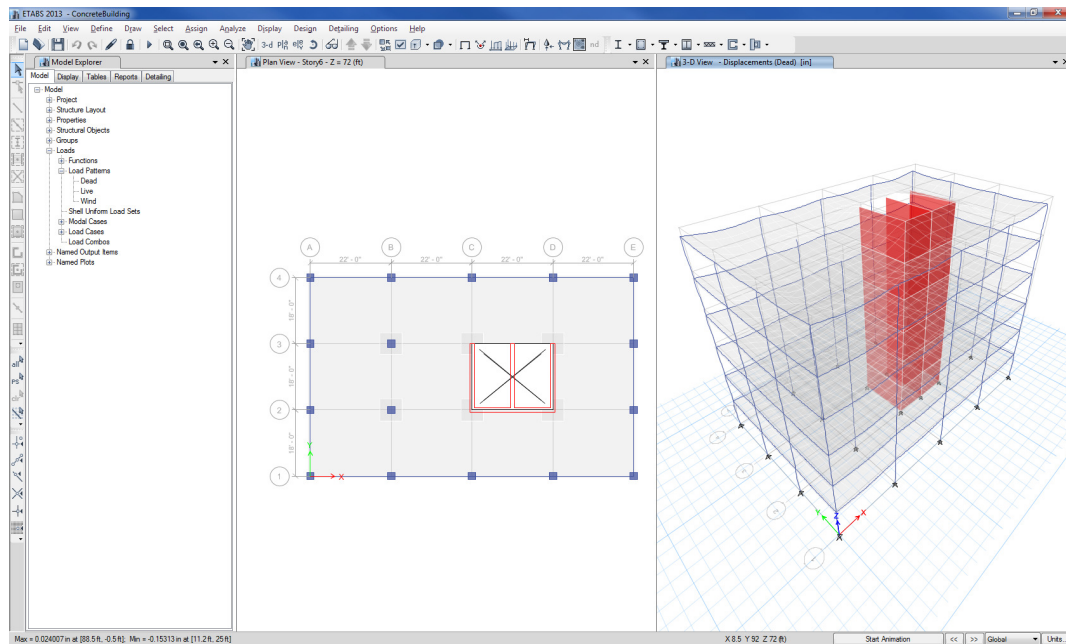 ETABS 2013 - ConcreteBuilding
File Edit View Define Draw Select Assign Analyze Display Design Detailing Options Help
3-d
nd
Model Explorer
Model Display Tables Reports Detailing
Model
Project
Structure Layout
Properties
Structural Objects
Groups
Loads
Functions
Load Patterns
Dead
Live
Wind
Shell Uniform Load Sets
Modal Cases
Load Cases
Load Combos
Named Output Items
Named Plots
all
PS
clr
Plan View - Story6 - Z = 72 (ft)
A B C D E
22' - 0" 22' - 0" 22' - 0" 22' - 0"
4
18' - 0"
3
18' - 0"
2
18' - 0"
Y
1
X
3-D View - Displacements (Dead) [in]
Y Z X
Max = 0.024007 in at [88.5 ft, -0.5 ft]; Min = -0.15313 in at [11.2 ft, 25 ft]
X 8.5 Y 92 Z 72 (ft)
Start Animation
<< >>
Global
Units...